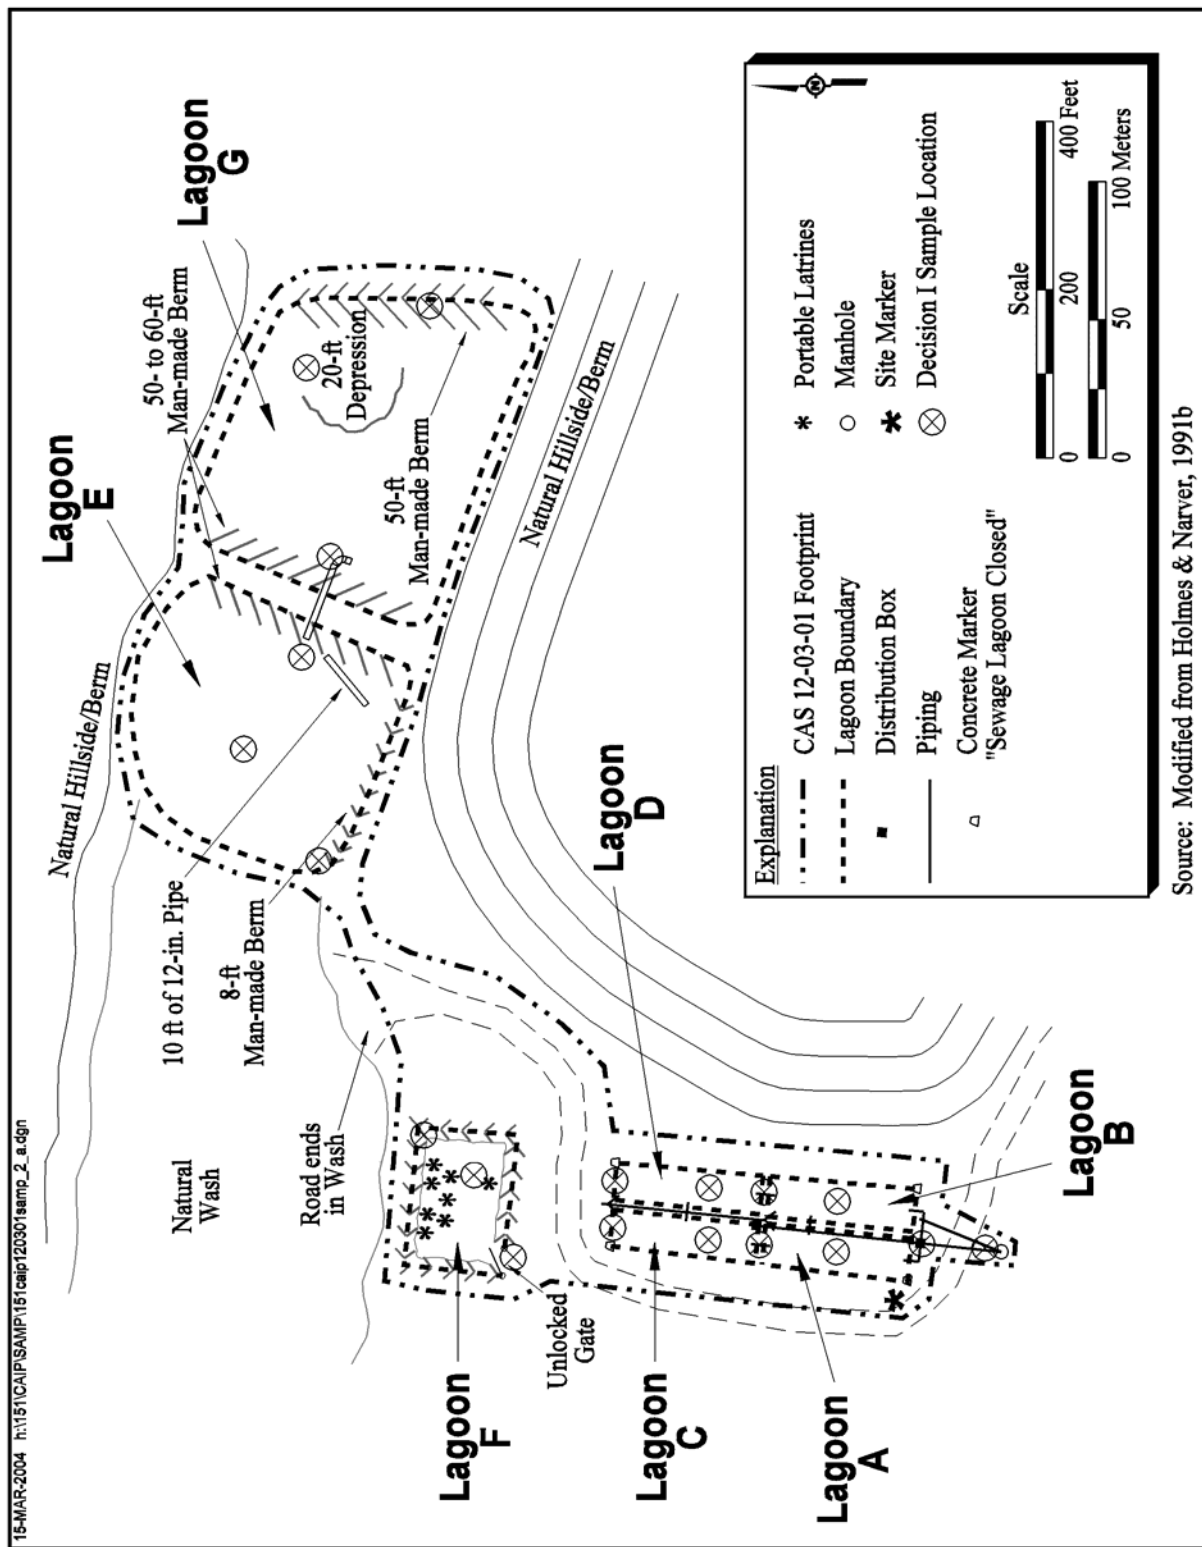 15-MAR-2004 h:\151\CAIP\SAMP\151caip120301samp_2_a.dgn
Natural Hillside/Berm
Lagoon
E
50- to 60-ft
Man-made Berm
Lagoon
G
10 ft of 12-in. Pipe
8-ft
Man-made Berm
Natural
Wash
Road ends
in Wash
20-ft
Depression
50-ft
Man-made Berm
Natural Hillside/Berm
Lagoon
F
Unlocked
Gate
Lagoon
D
Lagoon
C
Lagoon
A
Lagoon
B
Explanation
CAS 12-03-01 Footprint
Lagoon Boundary
Distribution Box
Piping
Concrete Marker
"Sewage Lagoon Closed"
Portable Latrines
Manhole
Site Marker
Decision I Sample Location
N
Scale
0 200 400 Feet
0 50 100 Meters
Source: Modified from Holmes & Narver, 1991b